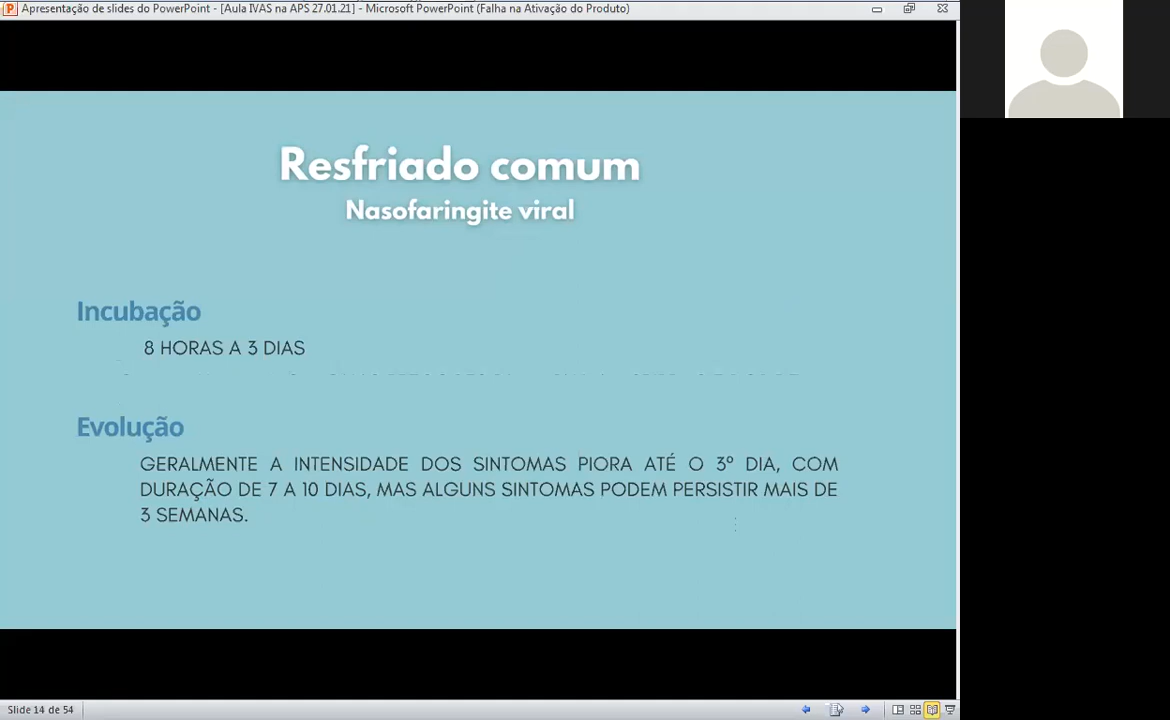 Apresentação de slides do PowerPoint - [Aula IVAS na APS 27.01.21] - Microsoft PowerPoint (Falha na Ativação do Produto)
Resfriado comum
Nasofaringite viral
Incubação
8 HORAS A 3 DIAS
Evolução
GERALMENTE A INTENSIDADE DOS SINTOMAS PIORA ATÉ O 3º DIA, COM
DURAÇÃO DE 7 A 10 DIAS, MAS ALGUNS SINTOMAS PODEM PERSISTIR MAIS DE
3 SEMANAS.
Slide 14 de 54